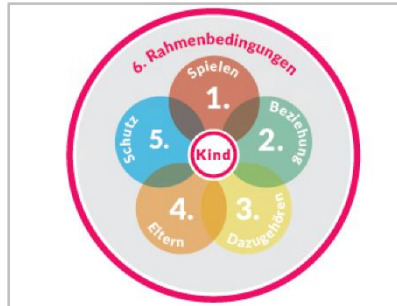 6. Rahmenbedingungen
Spielen
1.
Beziehung
2.
Dazugehören
3.
Eltern
4.
Schutz
5.
Kind